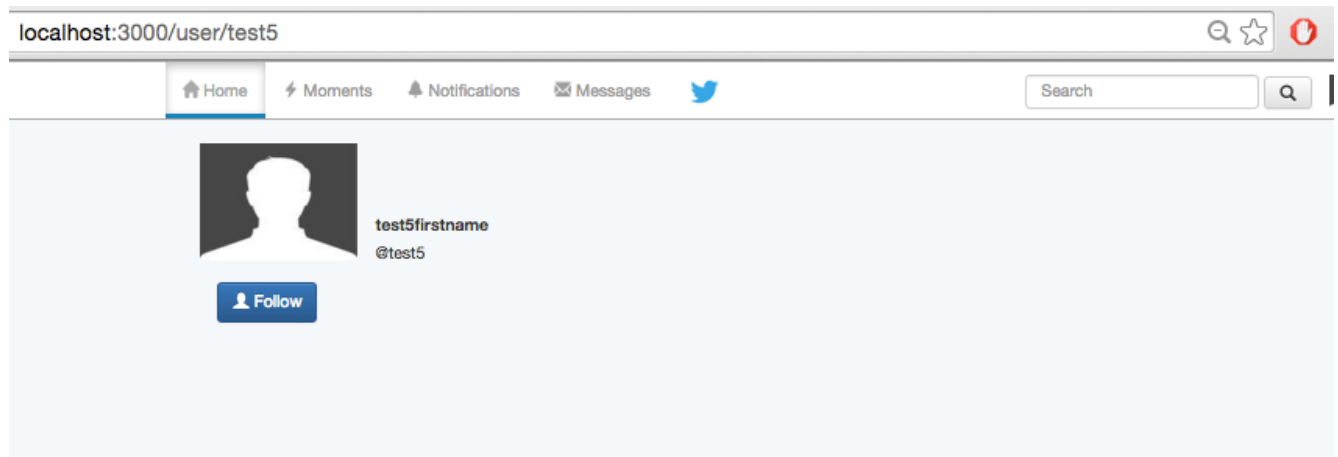 localhost:3000/user/test5
Home Moments Notifications Messages Search
test5firstname
@test5
Follow